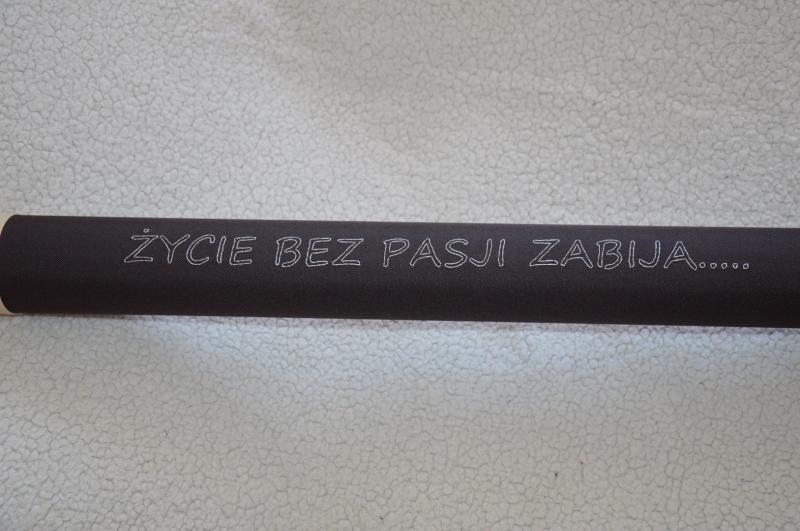 ŻYCIE BEZ PASJI ZABIJA.....